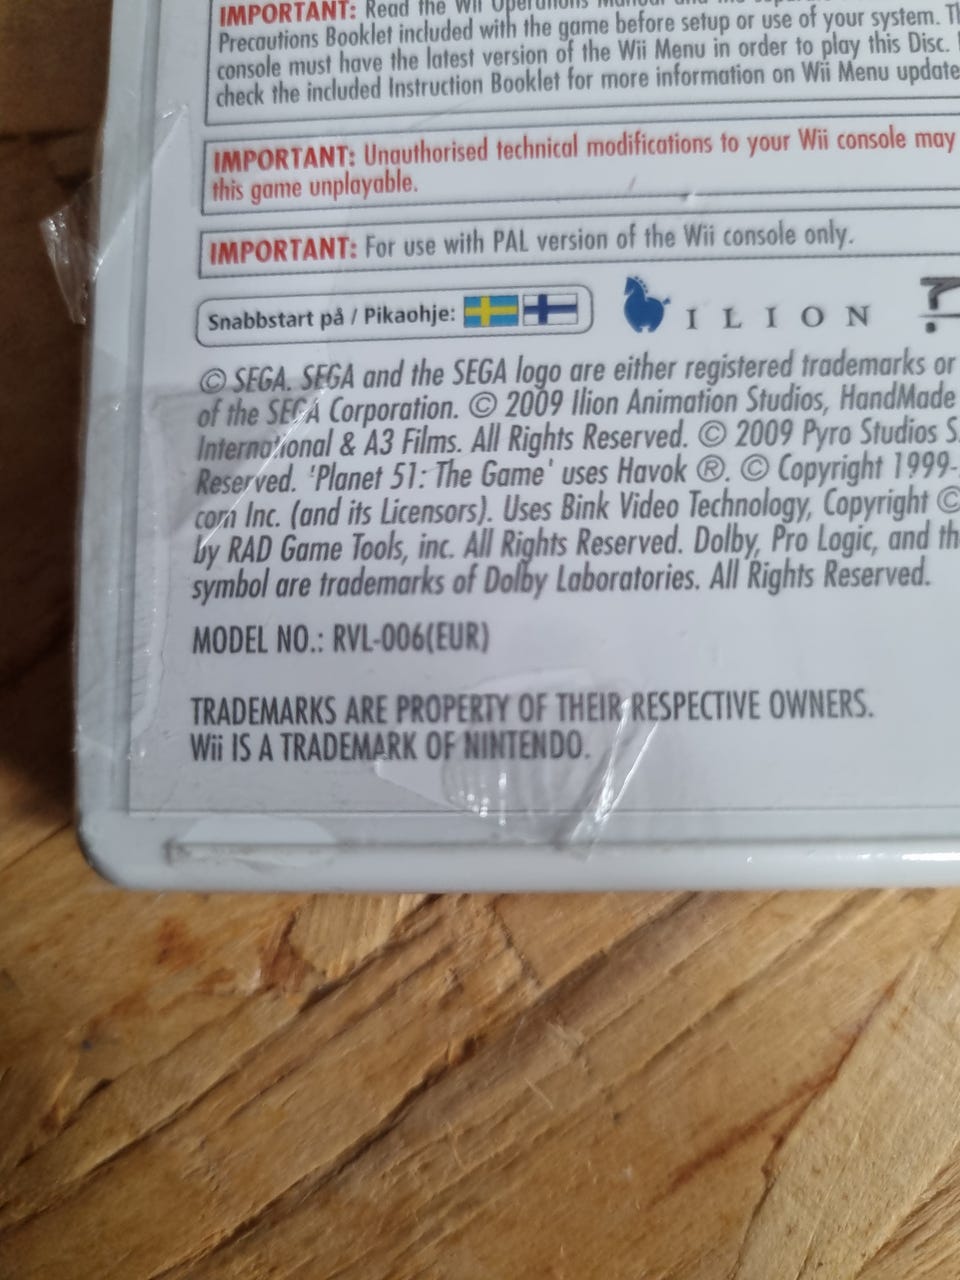 IMPORTANT: Read the Wii Operations Manual and
Precautions Booklet included with the game before setup or use of your system.
console must have the latest version of the Wii Menu in order to play this Disc.
check the included Instruction Booklet for more information on Wii Menu update
IMPORTANT: Unauthorised technical modifications to your Wii console may
this game unplayable.
IMPORTANT: For use with PAL version of the Wii console only.
Snabbstart på / Pikaohje:
ILION
© SEGA. SEGA and the SEGA logo are either registered trademarks or
of the SEGA Corporation. © 2009 Ilion Animation Studios, HandMade
International & A3 Films. All Rights Reserved. © 2009 Pyro Studios S.
Reserved. 'Planet 51: The Game' uses Havok ®. © Copyright 1999-
com Inc. (and its Licensors). Uses Bink Video Technology, Copyright ©
by RAD Game Tools, inc. All Rights Reserved. Dolby, Pro Logic, and th
symbol are trademarks of Dolby Laboratories. All Rights Reserved.
MODEL NO.: RVL-006(EUR)
TRADEMARKS ARE PROPERTY OF THEIR RESPECTIVE OWNERS.
Wii IS A TRADEMARK OF NINTENDO.